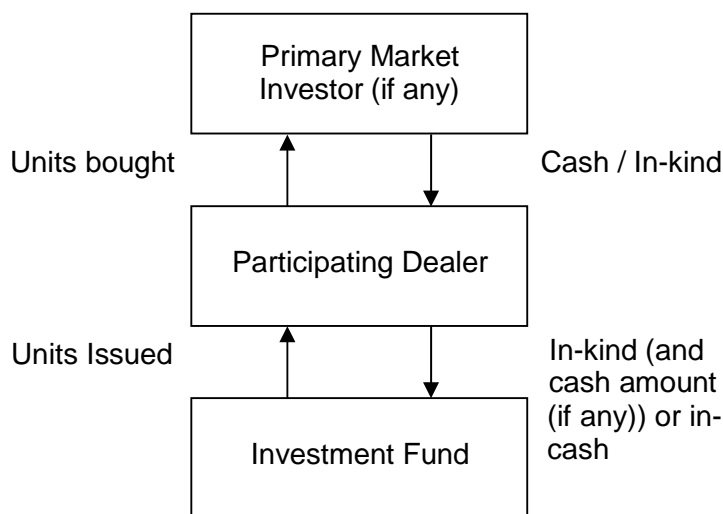 Primary Market
Investor (if any)
Units bought
Cash / In-kind
Participating Dealer
Units Issued
In-kind (and
cash amount
(if any)) or in-
cash
Investment Fund